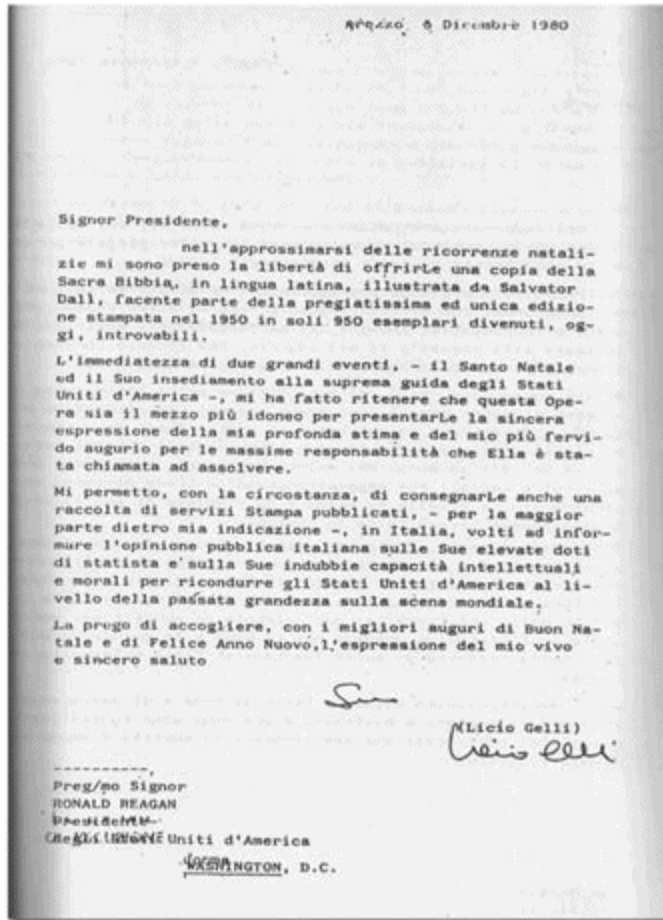 Arezzo, 8 Dicembre 1980
Signor Presidente,
nell'approssimarsi delle ricorrenze natali-
zie mi sono preso la libertà di offrirLe una copia della
Sacra Bibbia, in lingua latina, illustrata da Salvator
Dalì, facente parte della pregiatissima ed unica edizio-
ne stampata nel 1950 in soli 950 esemplari divenuti, og-
gi, introvabili.
L'immediatezza di due grandi eventi, - il Santo Natale
ed il Suo insediamento alla suprema guida degli Stati
Uniti d'America -, mi ha fatto ritenere che questa Ope-
ra sia il mezzo più idoneo per presentarLe la sincera
espressione della mia profonda stima e del mio più fervi-
do augurio per le massime responsabilità che Ella è sta-
ta chiamata ad assolvere.
Mi permetto, con la circostanza, di consegnarLe anche una
raccolta di servizi Stampa pubblicati, - per la maggior
parte dietro mia indicazione -, in Italia, volti ad infor-
mare l'opinione pubblica italiana sulle Sue elevate doti
di statista e sulla Sue indubbie capacità intellettuali
e morali per ricondurre gli Stati Uniti d'America al li-
vello della passata grandezza sulla scena mondiale.
La prego di accogliere, con i migliori auguri di Buon Na-
tale e di Felice Anno Nuovo, l'espressione del mio vivo
e sincero saluto
Suo
(Licio Gelli)
Licio Gelli
----------,
Preg/mo Signor
RONALD REAGAN
Presidente
degli Stati Uniti d'America
WASHINGTON, D.C.